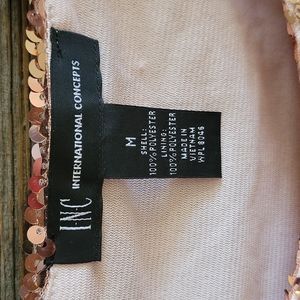 I·N·C
INTERNATIONAL CONCEPTS
M
SHELL:
100% POLYESTER
LINING:
100% POLYESTER
MADE IN
VIETNAM
WPL 8046